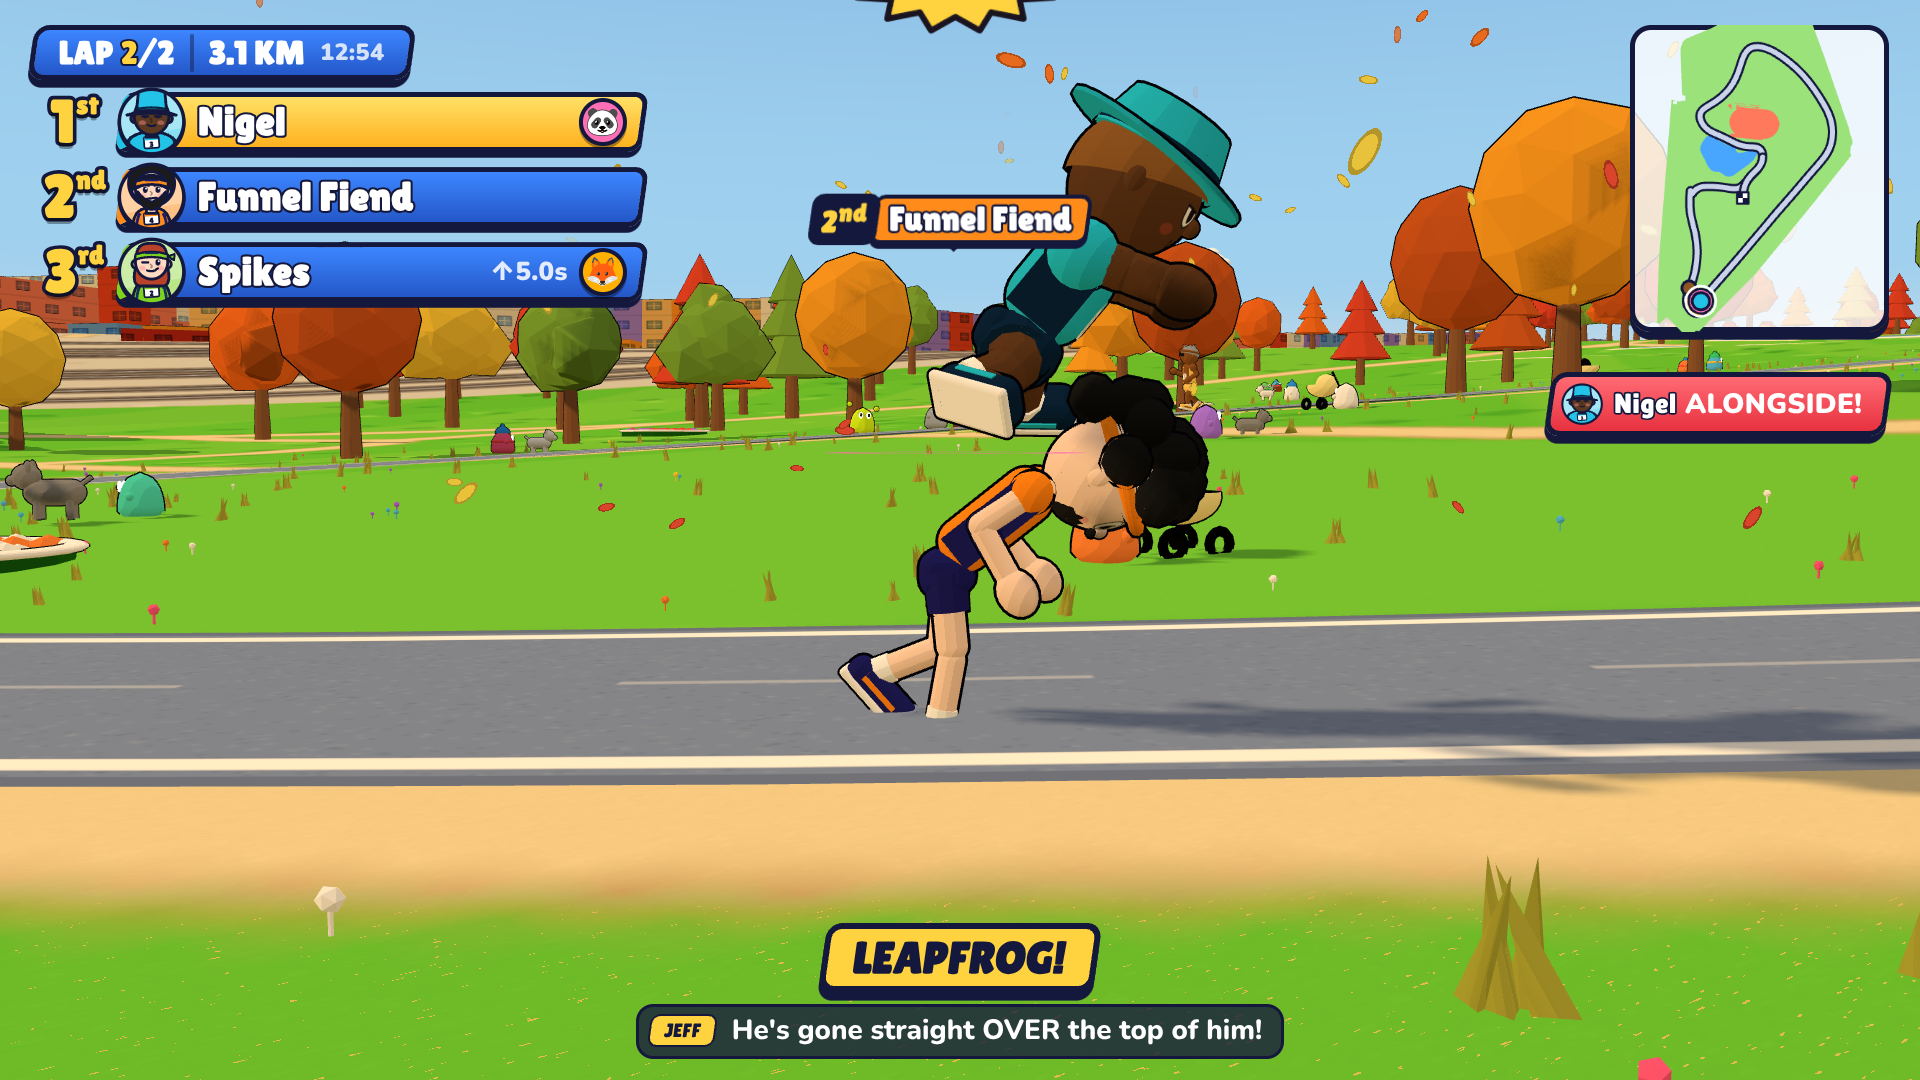 LAP 2/2 3.1 KM 12:54
1st Nigel
2nd Funnel Fiend
3rd Spikes ↑5.0s
2nd Funnel Fiend
Nigel ALONGSIDE!
LEAPFROG!
JEFF He's gone straight OVER the top of him!